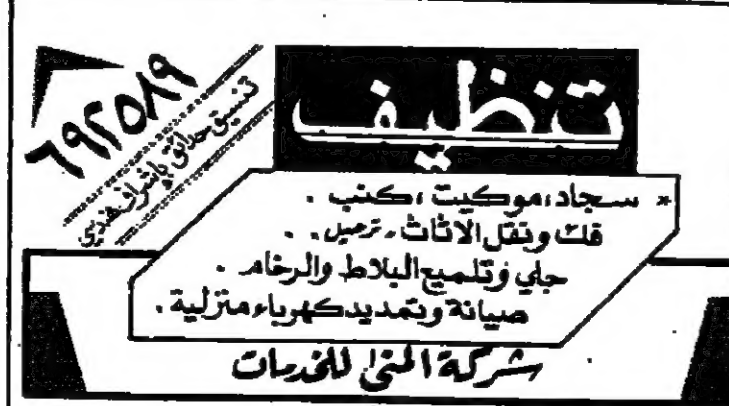 تنظيف
٦٩٢٥٨٩
تنسيق حدائق بإشراف هندي
* سجاد، موكيت، كنب.
فك ونقل الاثاث، ترحيل..
جلي وتلميع البلاط والرخام.
صيانة وتمديد كهرباء منزلية.
شركة المنى للخدمات